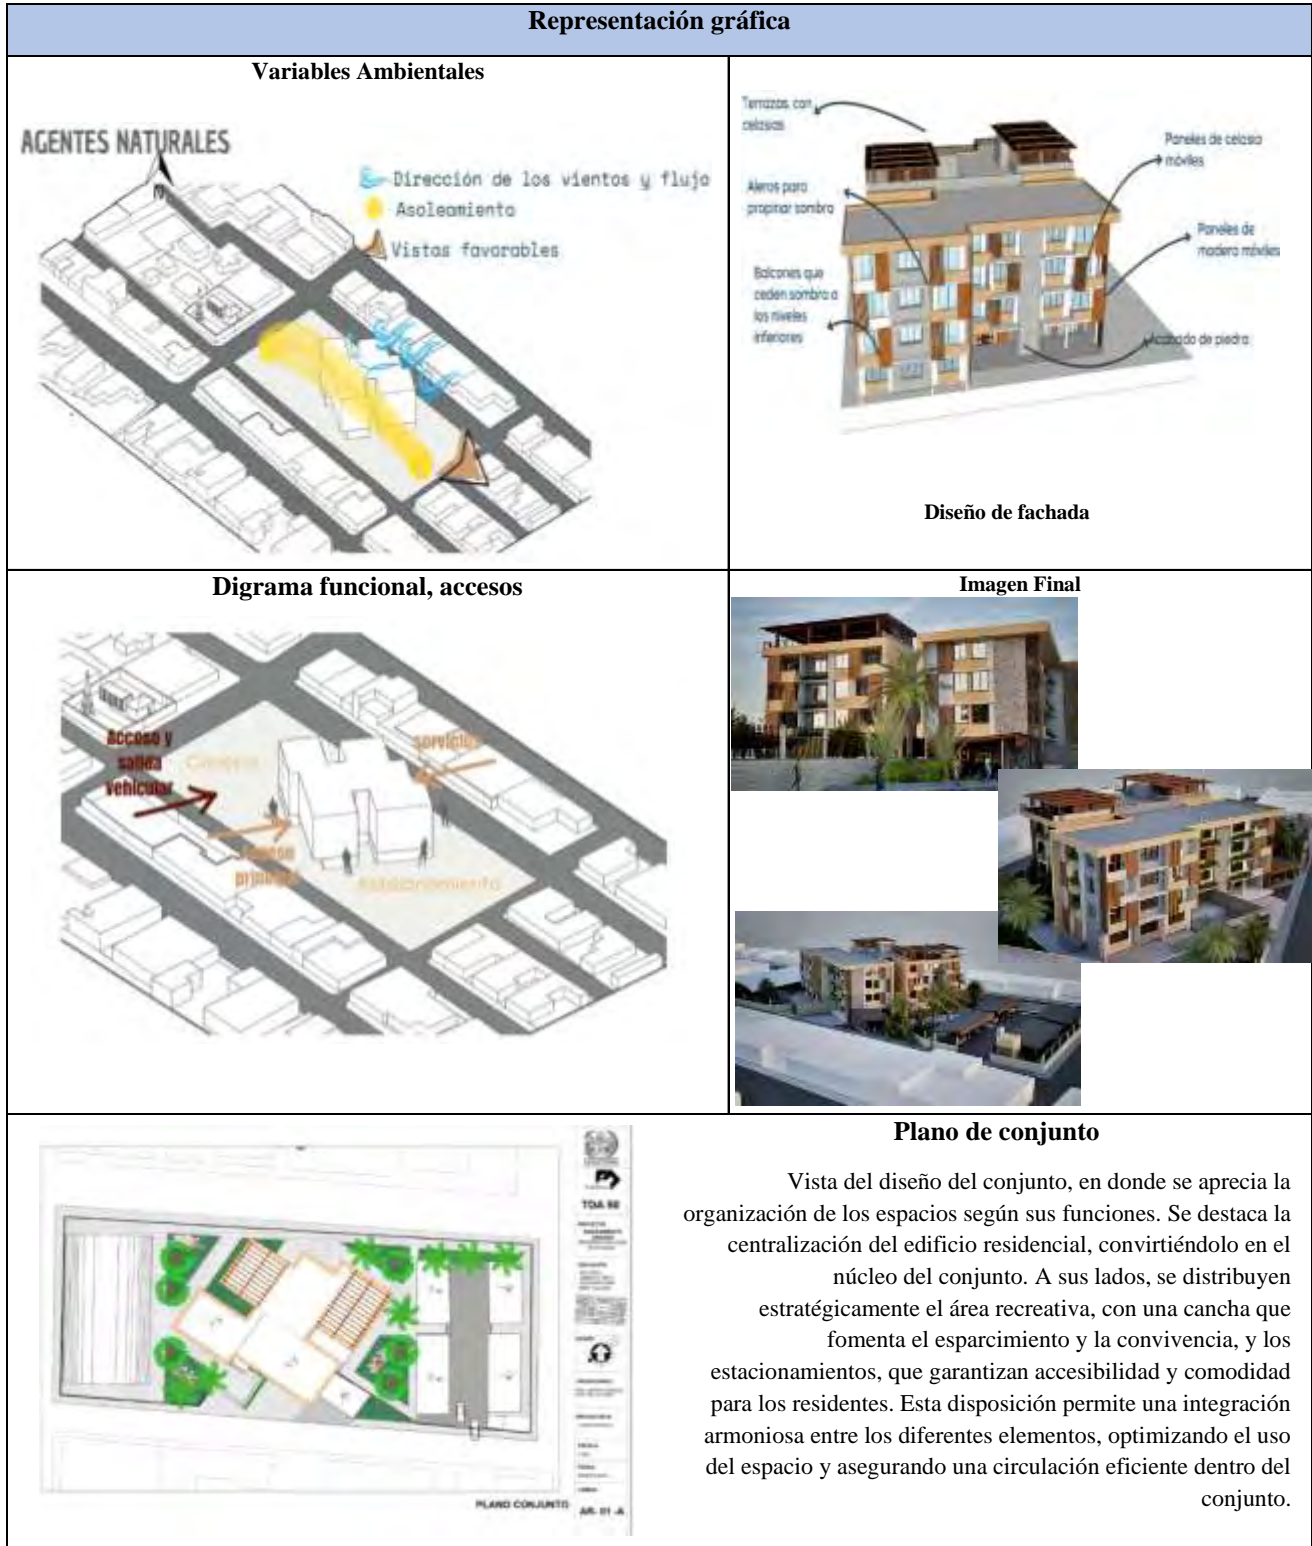 Representación gráfica
Variables Ambientales
AGENTES NATURALES
Dirección de los vientos y flujo
Asoleamiento
Vistas favorables
Terrazas con
celosias
Aleros para
propinar sombra
Balcones que
ceden sombra a
los niveles
inferiores
Paneles de celosia
móviles
Paneles de
madera móviles
Acabado de piedra
Diseño de fachada
Digrama funcional, accesos
Acceso y
salida
vehicular
servicios
principal
Estacionamiento
Imagen Final
Plano de conjunto
Vista del diseño del conjunto, en donde se aprecia la
organización de los espacios según sus funciones. Se destaca la
centralización del edificio residencial, convirtiéndolo en el
núcleo del conjunto. A sus lados, se distribuyen
estratégicamente el área recreativa, con una cancha que
fomenta el esparcimiento y la convivencia, y los
estacionamientos, que garantizan accesibilidad y comodidad
para los residentes. Esta disposición permite una integración
armoniosa entre los diferentes elementos, optimizando el uso
del espacio y asegurando una circulación eficiente dentro del
conjunto.
PLANO CONJUNTO
AR- 01 -A